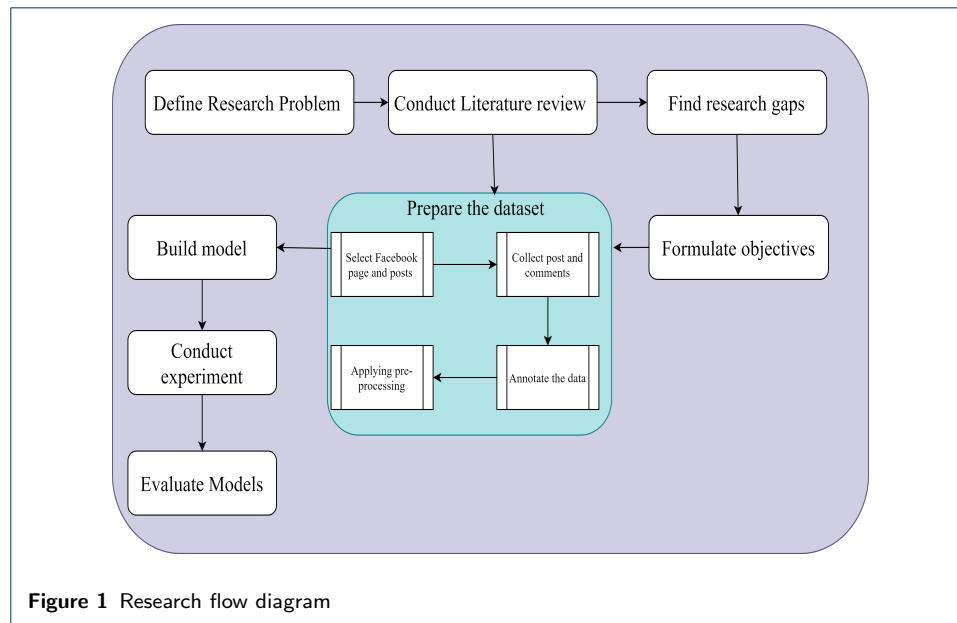 Define Research Problem
Conduct Literature review
Find research gaps
Prepare the dataset
Build model
Select Facebook
page and posts
Collect post and
comments
Formulate objectives
Conduct
experiment
Applying pre-
processing
Annotate the data
Evaluate Models
Figure 1 Research flow diagram